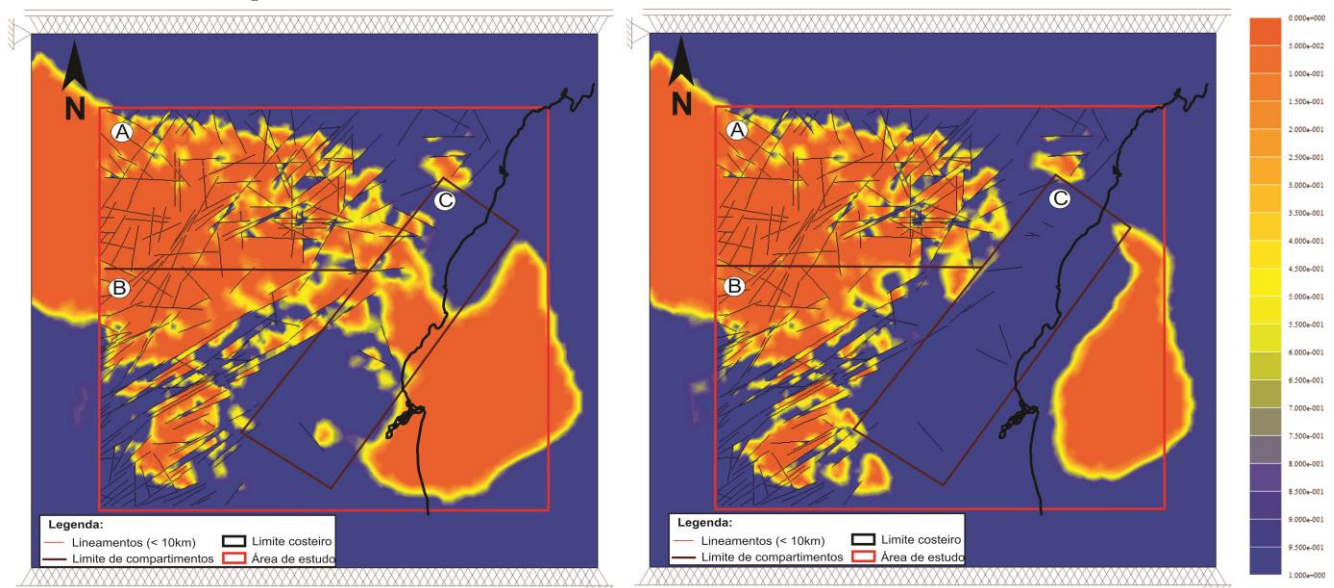 N
A
B
C
Legenda:
Lineamentos (< 10km)
Limite costeiro
Limite de compartimentos
Área de estudo
N
A
B
C
Legenda:
Lineamentos (< 10km)
Limite costeiro
Limite de compartimentos
Área de estudo
0.000e+000
5.000e-002
1.000e-001
1.500e-001
2.000e-001
2.500e-001
3.000e-001
3.500e-001
4.000e-001
4.500e-001
5.000e-001
5.500e-001
6.000e-001
6.500e-001
7.000e-001
7.500e-001
8.000e-001
8.500e-001
9.000e-001
9.500e-001
1.000e+000